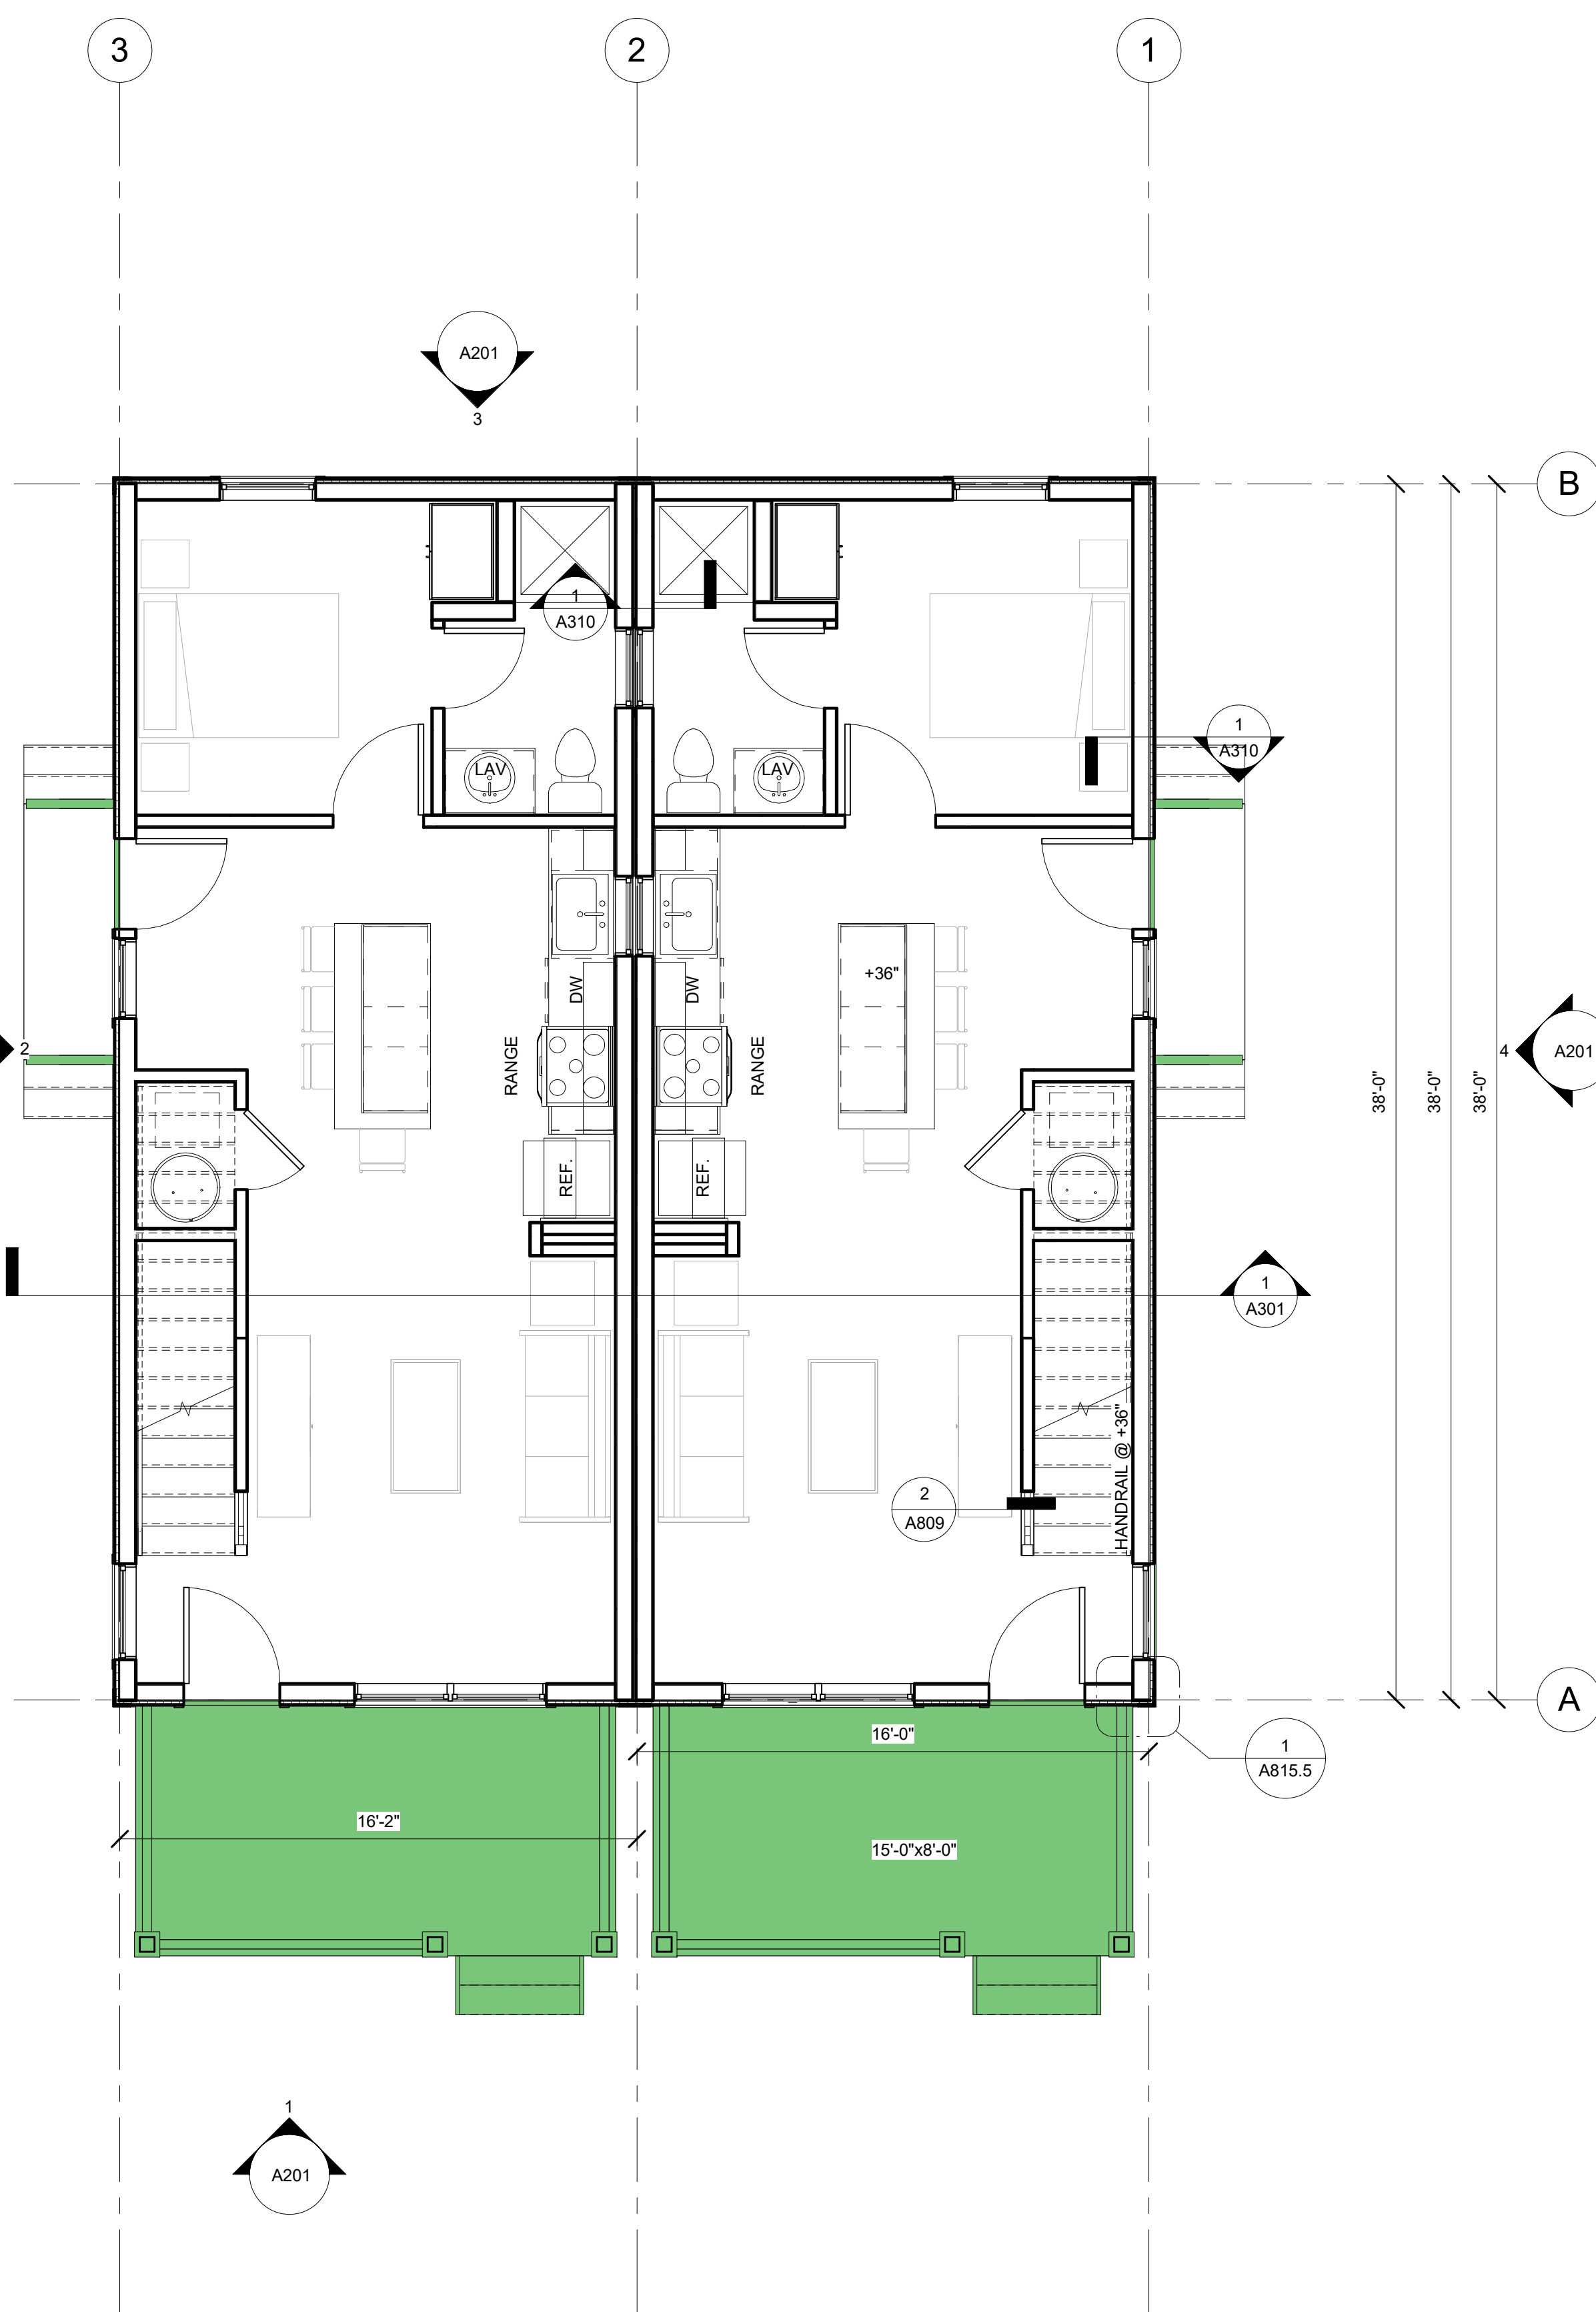 3
2
1
A201
3
B
1
A310
LAV
LAV
1
A310
+36"
DW
DW
2
RANGE
RANGE
4
A201
38'-0"
38'-0"
38'-0"
REF.
REF.
1
A301
HANDRAIL @ +36"
2
A809
A
16'-0"
1
A815.5
16'-2"
15'-0"x8'-0"
1
A201